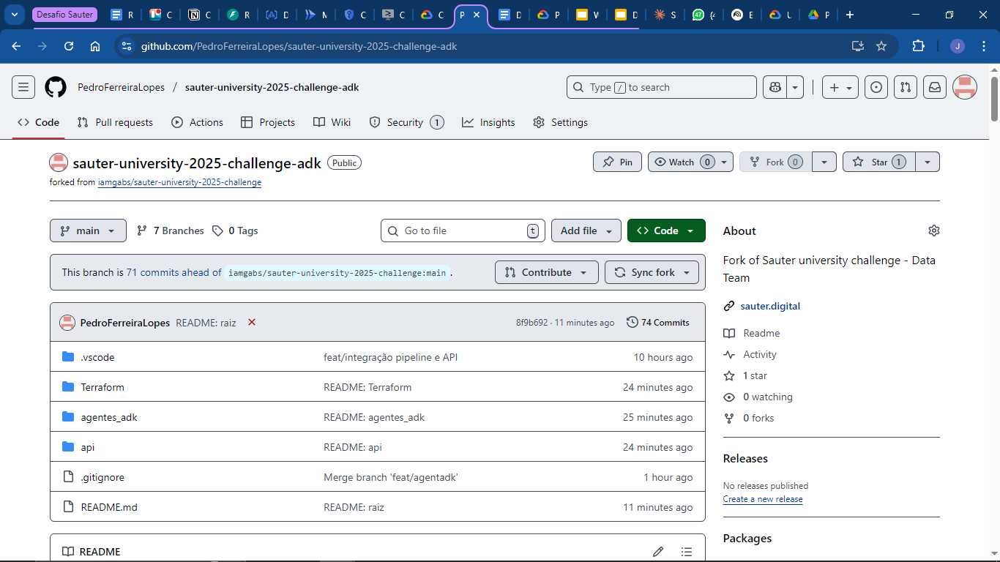 Desafio Sauter R C C R D M C C C P D P V D S (4 E U P
47
github.com/PedroFerreiraLopes/sauter-university-2025-challenge-adk J
PedroFerreiraLopes / sauter-university-2025-challenge-adk Type / to search
Code Pull requests Actions Projects Wiki Security 1 Insights Settings
sauter-university-2025-challenge-adk Public Pin Watch 0 Fork 0 Star 1
forked from iamgabs/sauter-university-2025-challenge
main 7 Branches 0 Tags Go to file t Add file Code
This branch is 71 commits ahead of iamgabs/sauter-university-2025-challenge:main . Contribute Sync fork
PedroFerreiraLopes README: raiz 8f9b692 · 11 minutes ago 74 Commits
.vscode feat/integração pipeline e API 10 hours ago
Terraform README: Terraform 24 minutes ago
agentes_adk README: agentes_adk 25 minutes ago
api README: api 24 minutes ago
.gitignore Merge branch 'feat/agentadk' 1 hour ago
README.md README: raiz 11 minutes ago
README
About
Fork of Sauter university challenge - Data
Team
sauter.digital
Readme
Activity
1 star
0 watching
0 forks
Releases
No releases published
Create a new release
Packages